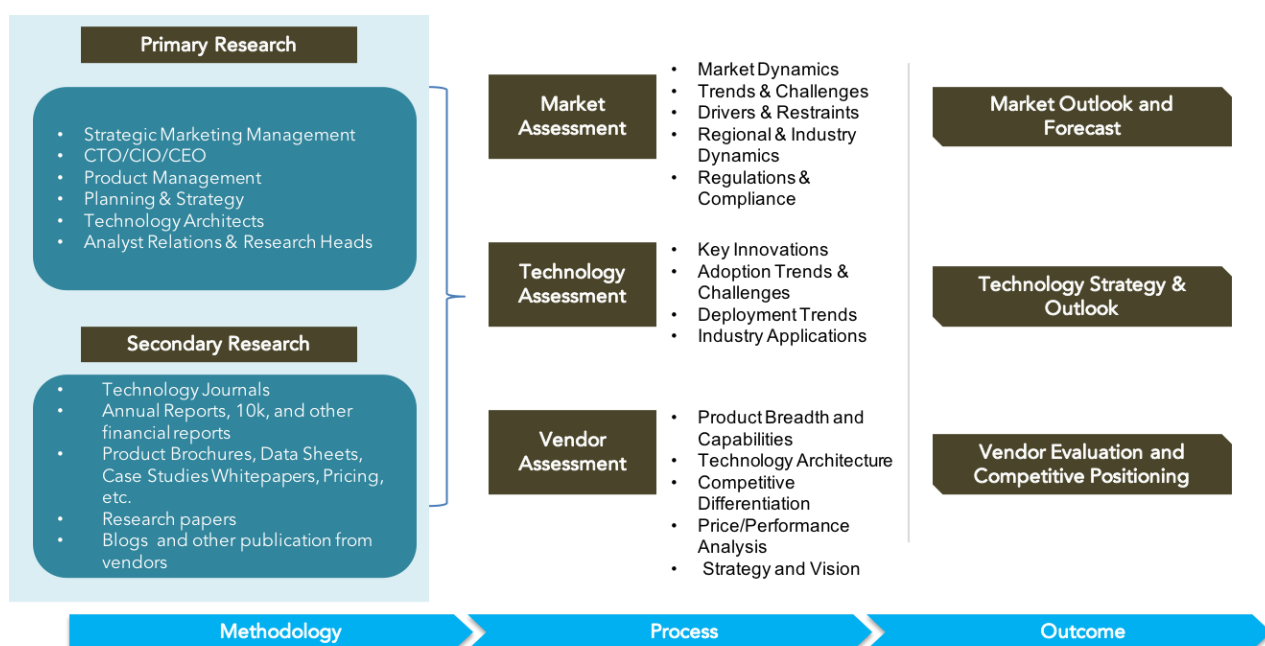 Primary Research
• Strategic Marketing Management
• CTO/CIO/CEO
• Product Management
• Planning & Strategy
• Technology Architects
• Analyst Relations & Research Heads
Secondary Research
• Technology Journals
• Annual Reports, 10k, and other
financial reports
• Product Brochures, Data Sheets,
Case Studies Whitepapers, Pricing,
etc.
• Research papers
• Blogs and other publication from
vendors
Market
Assessment
• Market Dynamics
• Trends & Challenges
• Drivers & Restraints
• Regional & Industry
Dynamics
• Regulations &
Compliance
Market Outlook and
Forecast
Technology
Assessment
• Key Innovations
• Adoption Trends &
Challenges
• Deployment Trends
• Industry Applications
Technology Strategy &
Outlook
Vendor
Assessment
• Product Breadth and
Capabilities
• Technology Architecture
• Competitive
Differentiation
• Price/Performance
Analysis
• Strategy and Vision
Vendor Evaluation and
Competitive Positioning
Methodology
Process
Outcome